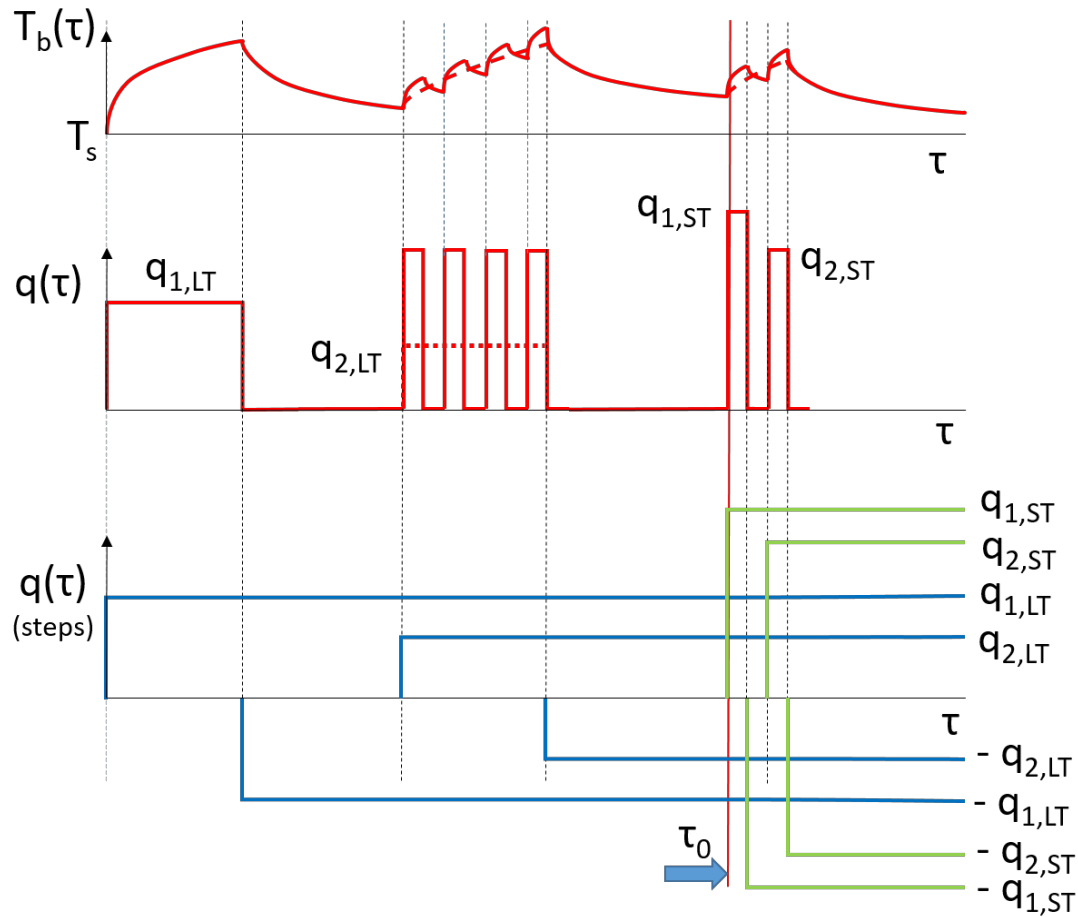 T_b(τ)
T_s
τ
q_1,ST
q_1,LT
q_2,ST
q(τ)
q_2,LT
τ
q_1,ST
q_2,ST
q(τ)
q_1,LT
(steps)
q_2,LT
τ
- q_2,LT
- q_1,LT
τ_0
- q_2,ST
- q_1,ST